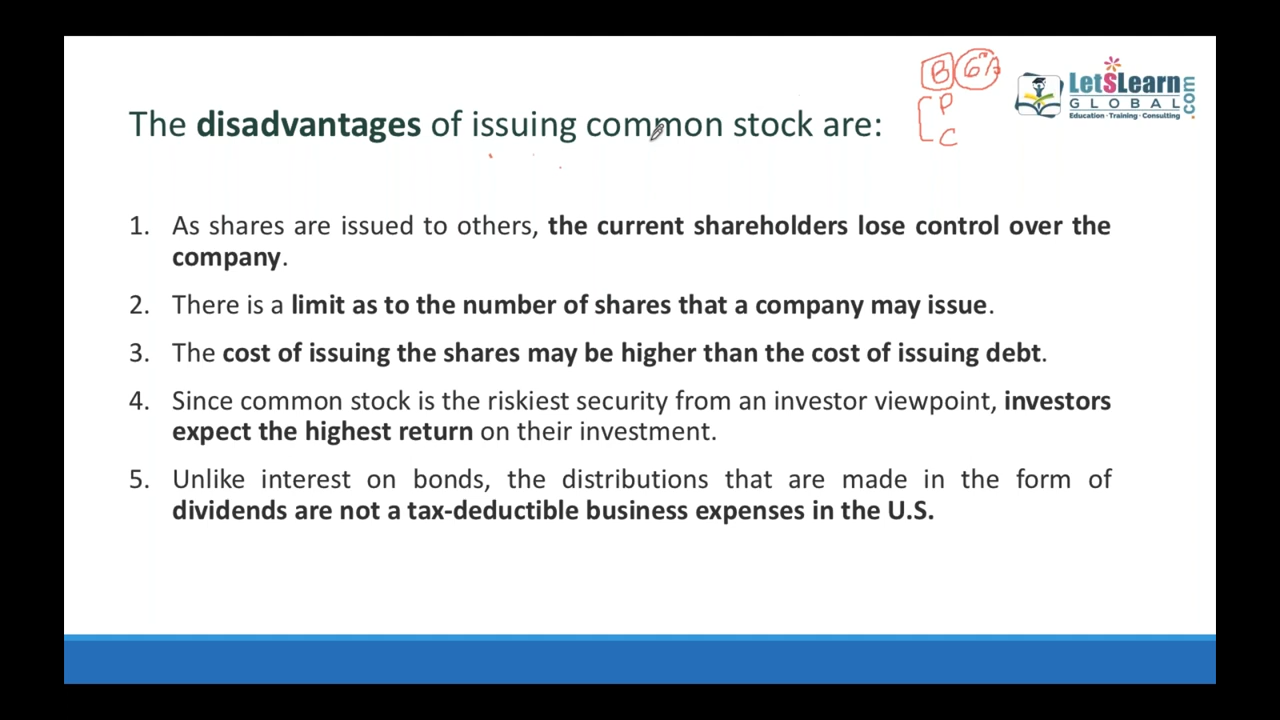 The disadvantages of issuing common stock are:
B
P
C
LetSLearn
GLOBAL
.com
Education · Training · Consulting
1. As shares are issued to others, the current shareholders lose control over the
company.
2. There is a limit as to the number of shares that a company may issue.
3. The cost of issuing the shares may be higher than the cost of issuing debt.
4. Since common stock is the riskiest security from an investor viewpoint, investors
expect the highest return on their investment.
5. Unlike interest on bonds, the distributions that are made in the form of
dividends are not a tax-deductible business expenses in the U.S.